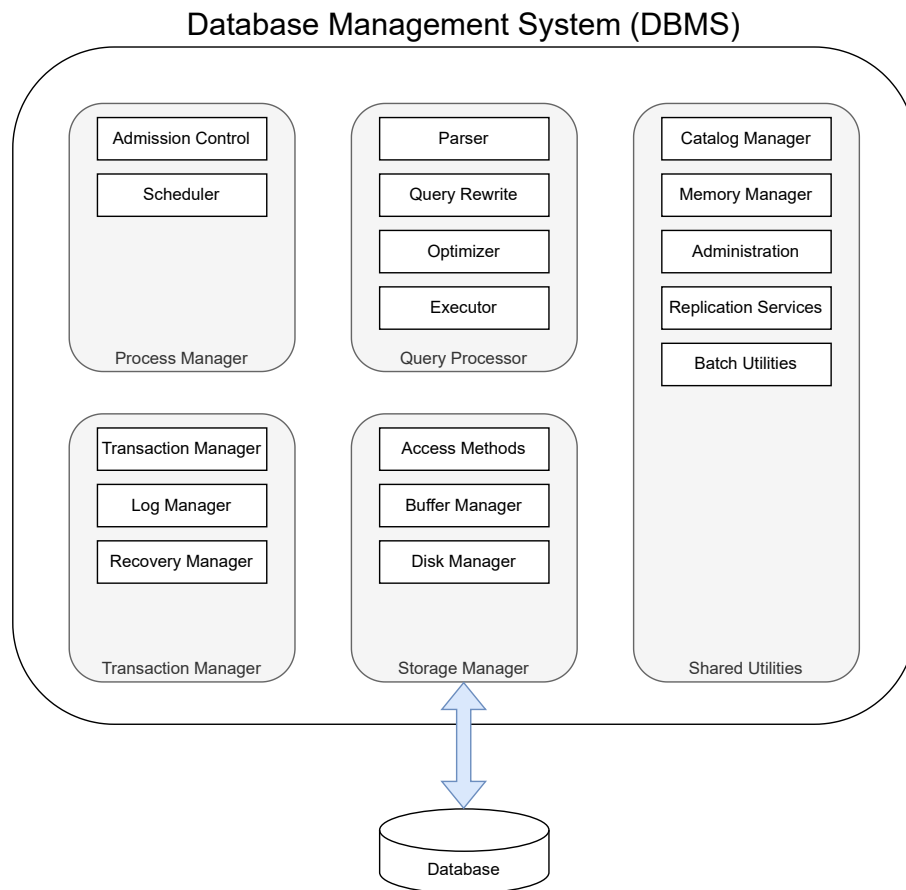 Database Management System (DBMS)
Admission Control
Scheduler
Process Manager
Parser
Query Rewrite
Optimizer
Executor
Query Processor
Catalog Manager
Memory Manager
Administration
Replication Services
Batch Utilities
Shared Utilities
Transaction Manager
Log Manager
Recovery Manager
Transaction Manager
Access Methods
Buffer Manager
Disk Manager
Storage Manager
Database